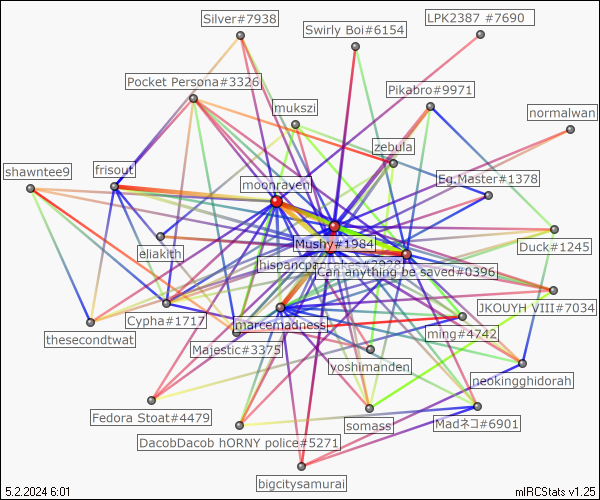 Silver#7938
Swirly Boi#6154
LPK2387 #7690
Pocket Persona#3326
mukszi
Pikabro#9971
normalwan
shawntee9
frisout
moonraven
zebula
Eg.Master#1378
eliakith
Mushy#1984
Duck#1245
Can anything be saved#0396
thesecondtwat
Cypha#1717
marcemadness
JKOUYH VIII#7034
Majestic#3375
ming#4742
yoshimanden
neokingghidorah
Fedora Stoat#4479
somass
Madネコ#6901
DacobDacob hORNY police#5271
bigcitysamurai
5.2.2024 6:01
mIRCStats v1.25